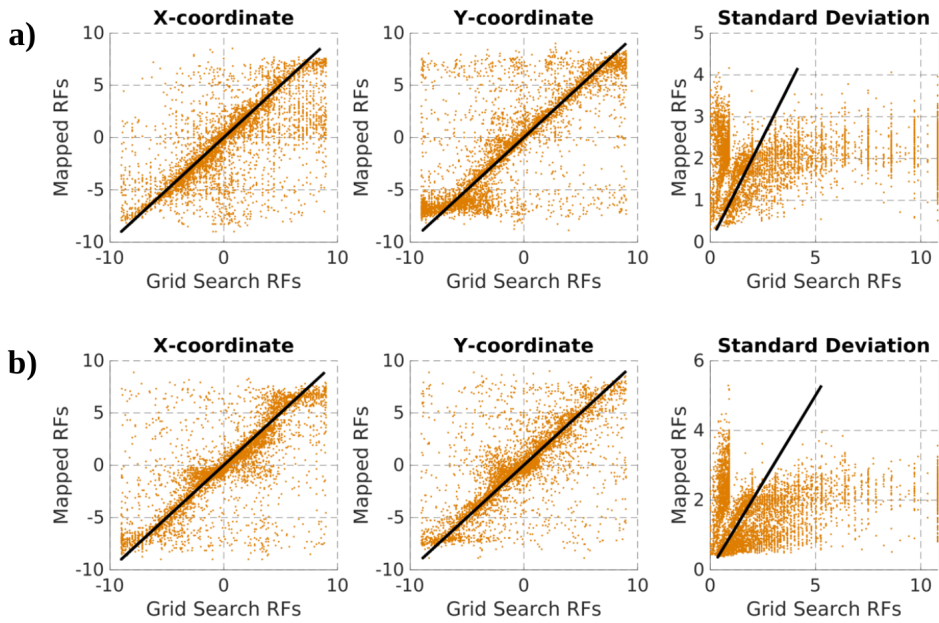 a)
X-coordinate
Mapped RFs
10
5
0
-5
-10
-10 0 10
Grid Search RFs
Y-coordinate
Mapped RFs
10
5
0
-5
-10
-10 0 10
Grid Search RFs
Standard Deviation
Mapped RFs
5
4
3
2
1
0
0 5 10
Grid Search RFs
b)
X-coordinate
Mapped RFs
10
5
0
-5
-10
-10 0 10
Grid Search RFs
Y-coordinate
Mapped RFs
10
5
0
-5
-10
-10 0 10
Grid Search RFs
Standard Deviation
Mapped RFs
6
4
2
0
0 5 10
Grid Search RFs